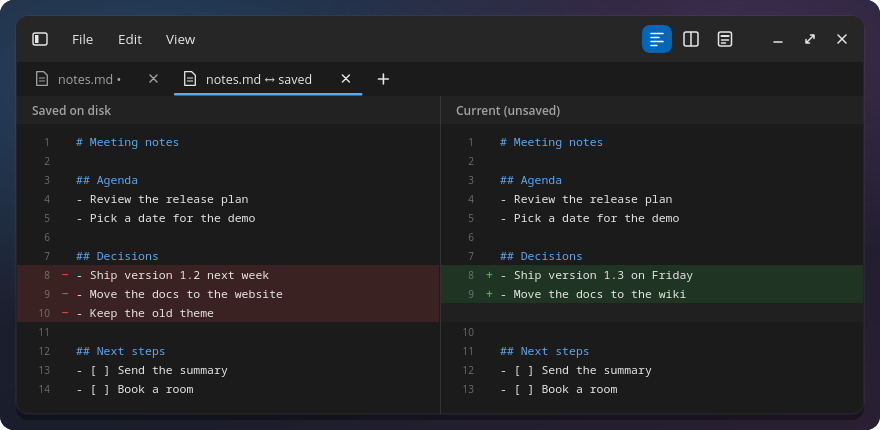 File Edit View
notes.md • notes.md ↔ saved
Saved on disk
1 # Meeting notes
2
3 ## Agenda
4 - Review the release plan
5 - Pick a date for the demo
6
7 ## Decisions
8 − - Ship version 1.2 next week
9 − - Move the docs to the website
10 − - Keep the old theme
11
12 ## Next steps
13 - [ ] Send the summary
14 - [ ] Book a room
Current (unsaved)
1 # Meeting notes
2
3 ## Agenda
4 - Review the release plan
5 - Pick a date for the demo
6
7 ## Decisions
8 + - Ship version 1.3 on Friday
9 + - Move the docs to the wiki
10
11 ## Next steps
12 - [ ] Send the summary
13 - [ ] Book a room